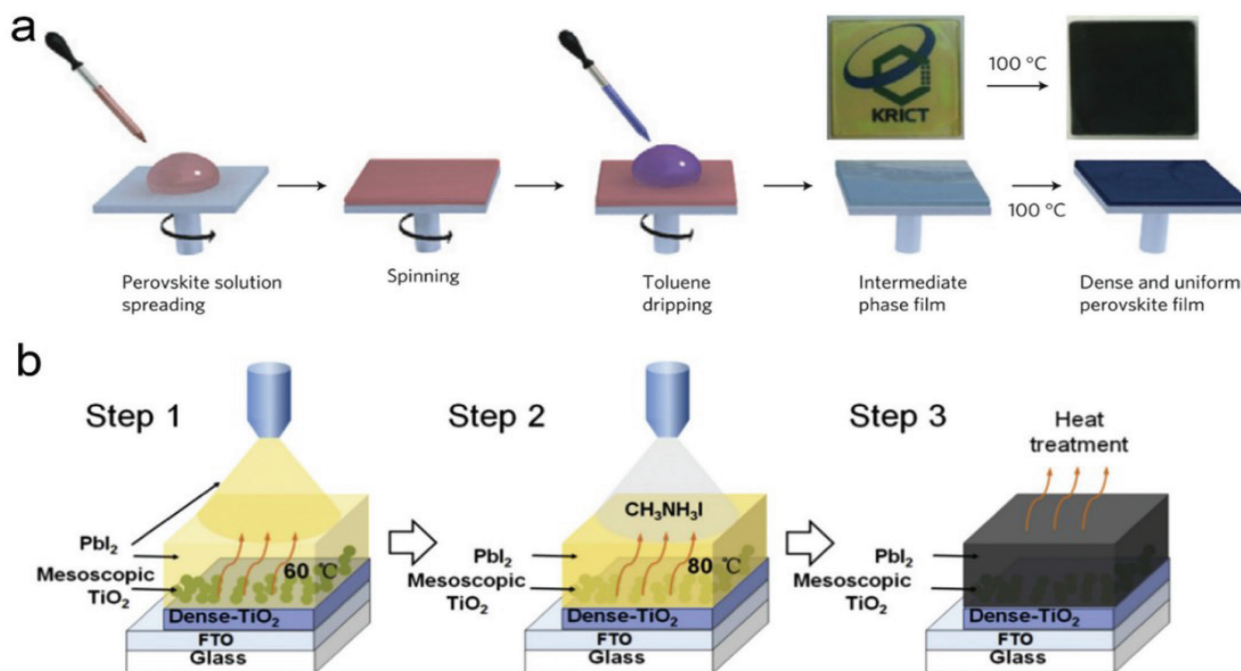 a
KRICT
100 °C
100 °C
Perovskite solution
spreading
Spinning
Toluene
dripping
Intermediate
phase film
Dense and uniform
perovskite film
b
Step 1
PbI₂
Mesoscopic
TiO₂
60 ℃
Dense-TiO₂
FTO
Glass
Step 2
CH₃NH₃I
PbI₂
Mesoscopic
TiO₂
80 ℃
Dense-TiO₂
FTO
Glass
Step 3
Heat
treatment
PbI₂
Mesoscopic
TiO₂
Dense-TiO₂
FTO
Glass